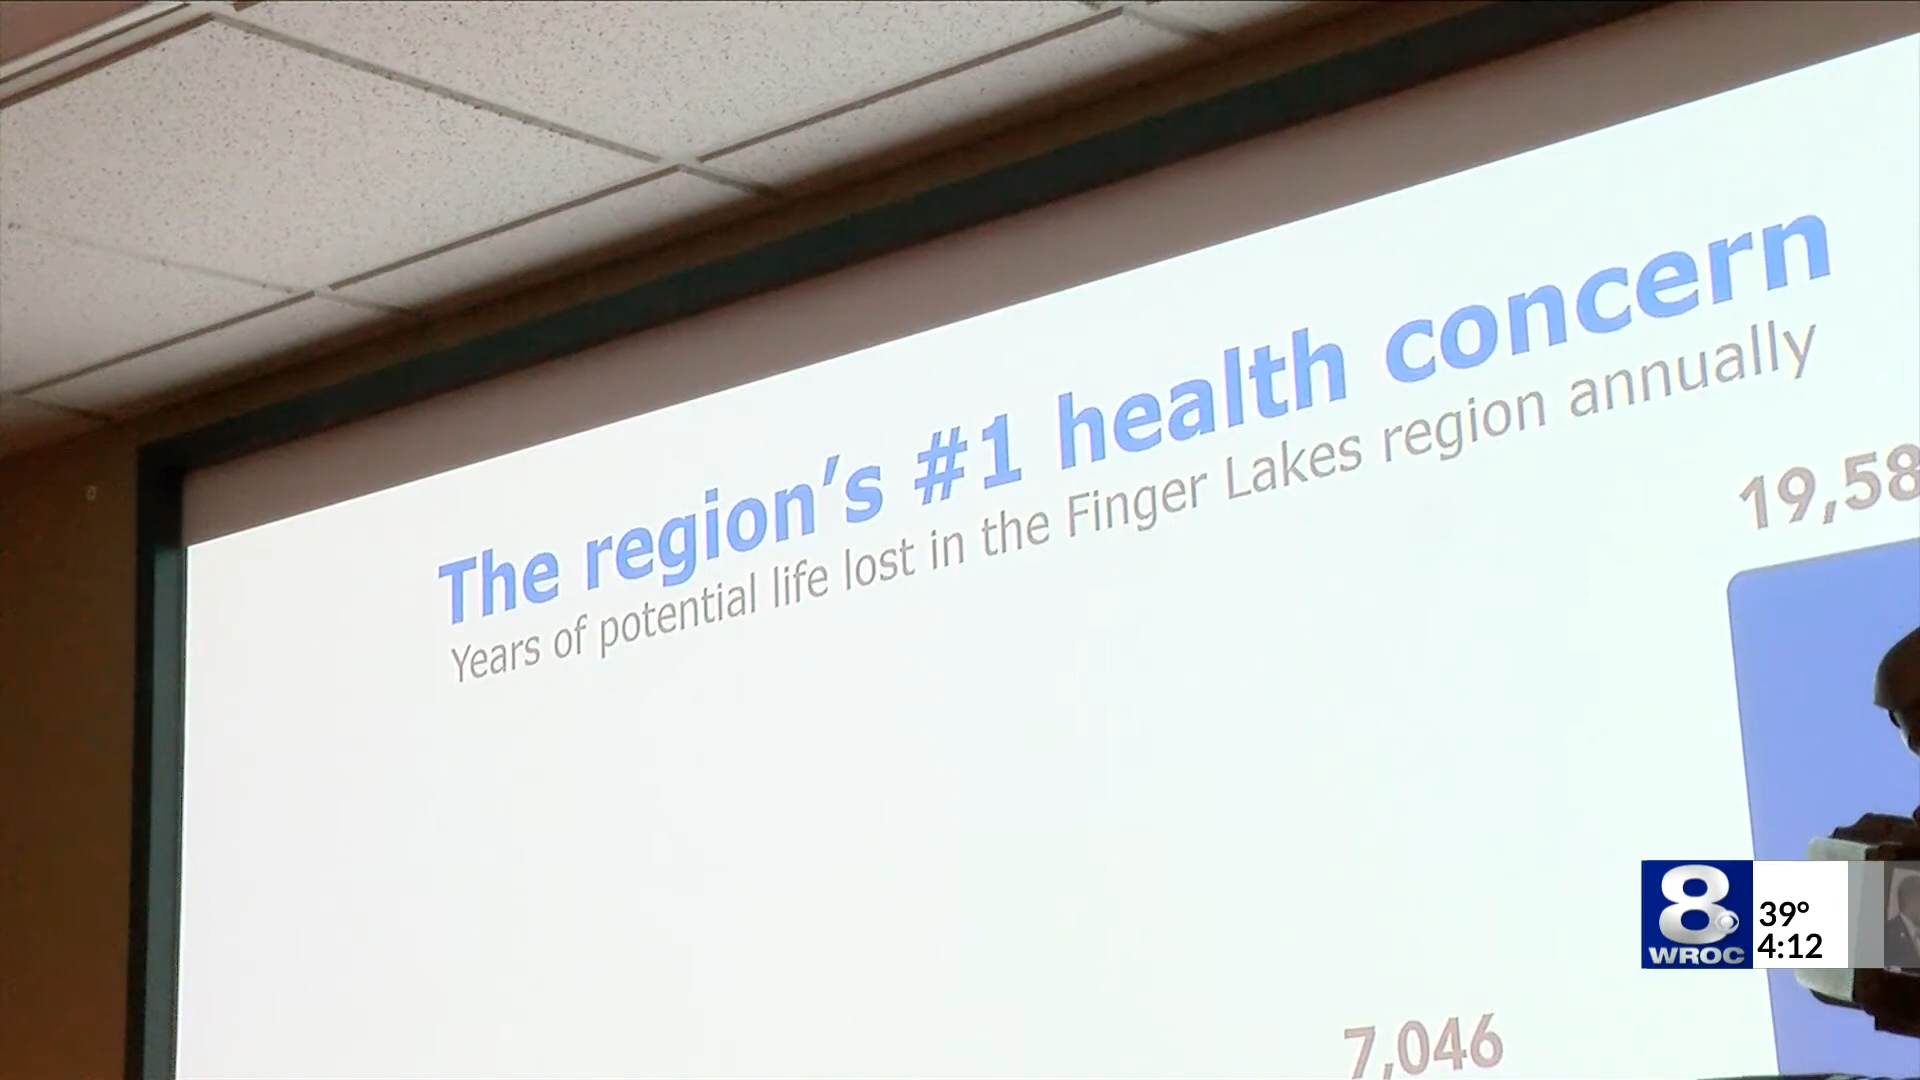 The region's #1 health concern
Years of potential life lost in the Finger Lakes region annually
19,58
7,046
8
WROC
39°
4:12